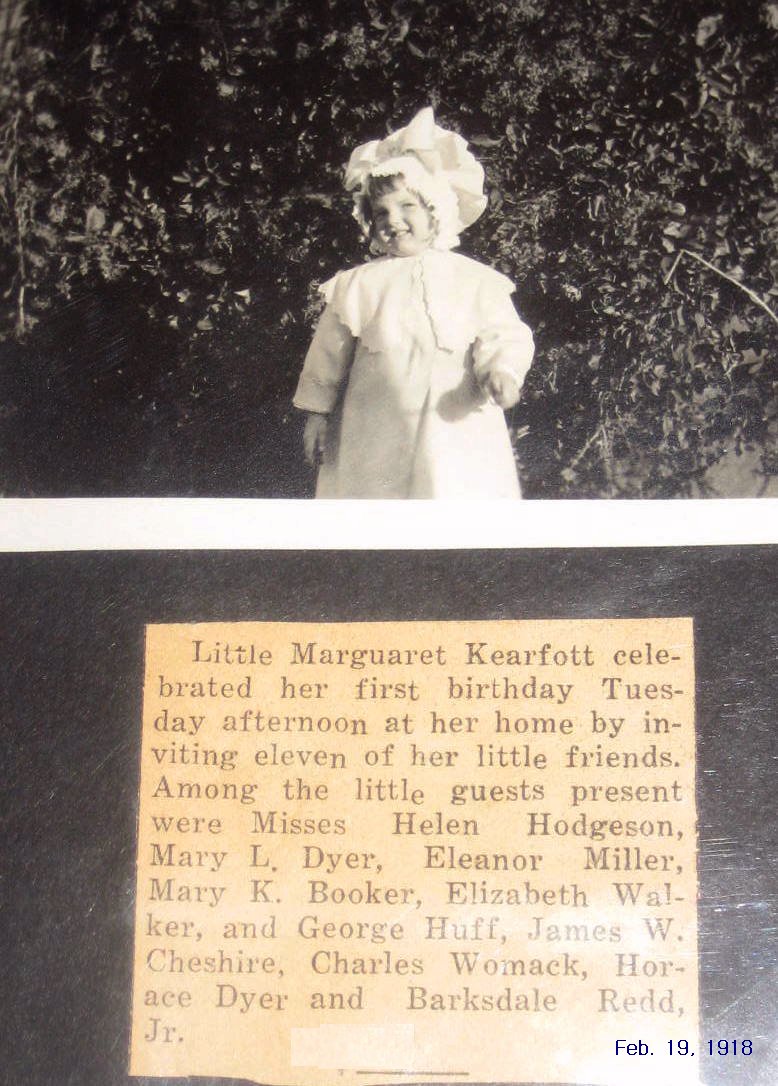 Little Marguaret Kearfott cele-
brated her first birthday Tues-
day afternoon at her home by in-
viting eleven of her little friends.
Among the little guests present
were Misses Helen Hodgeson,
Mary L. Dyer, Eleanor Miller,
Mary K. Booker, Elizabeth Wal-
ker, and George Huff, James W.
Cheshire, Charles Womack, Hor-
ace Dyer and Barksdale Redd,
Jr.
Feb. 19, 1918